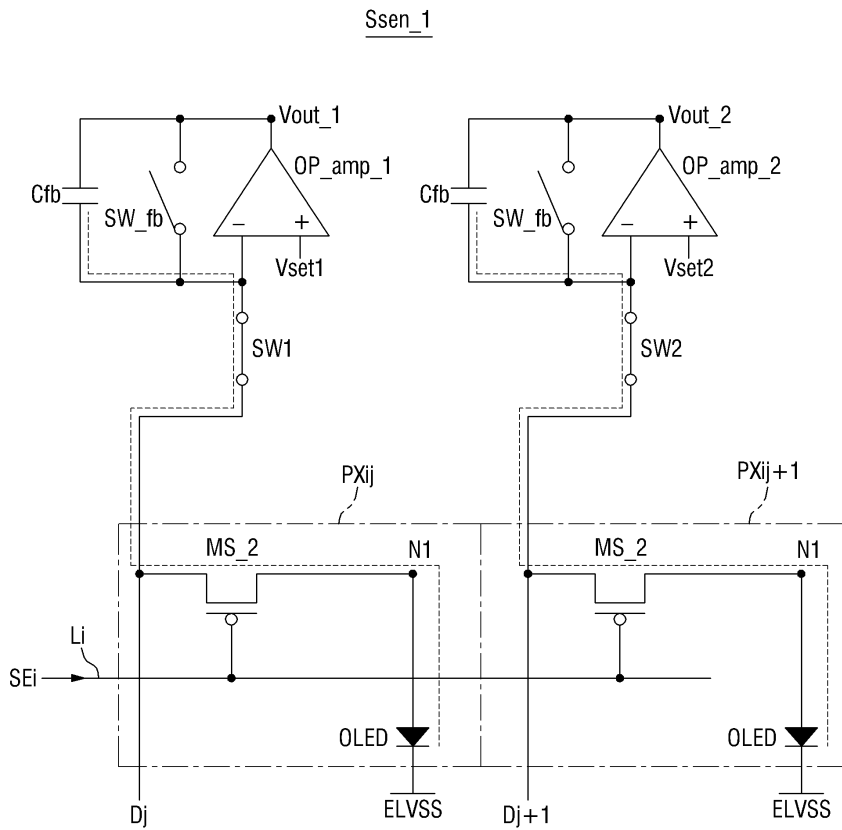 Ssen_1
Vout_1
Vout_2
OP_amp_1
OP_amp_2
Cfb
SW_fb
Cfb
SW_fb
−
+
−
+
Vset1
Vset2
SW1
SW2
PXij
PXij+1
MS_2
N1
MS_2
N1
Li
SEi
OLED
OLED
Dj
ELVSS
Dj+1
ELVSS